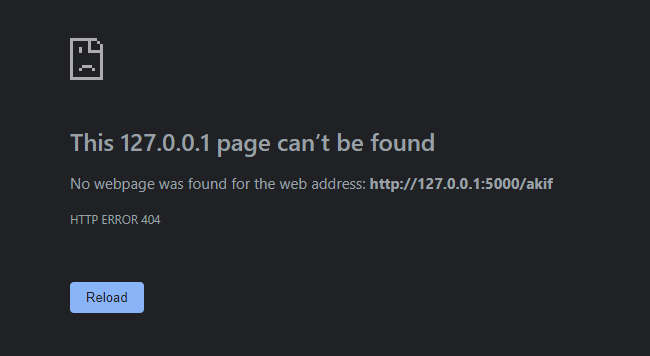 This 127.0.0.1 page can’t be found
No webpage was found for the web address: http://127.0.0.1:5000/akif
HTTP ERROR 404
Reload